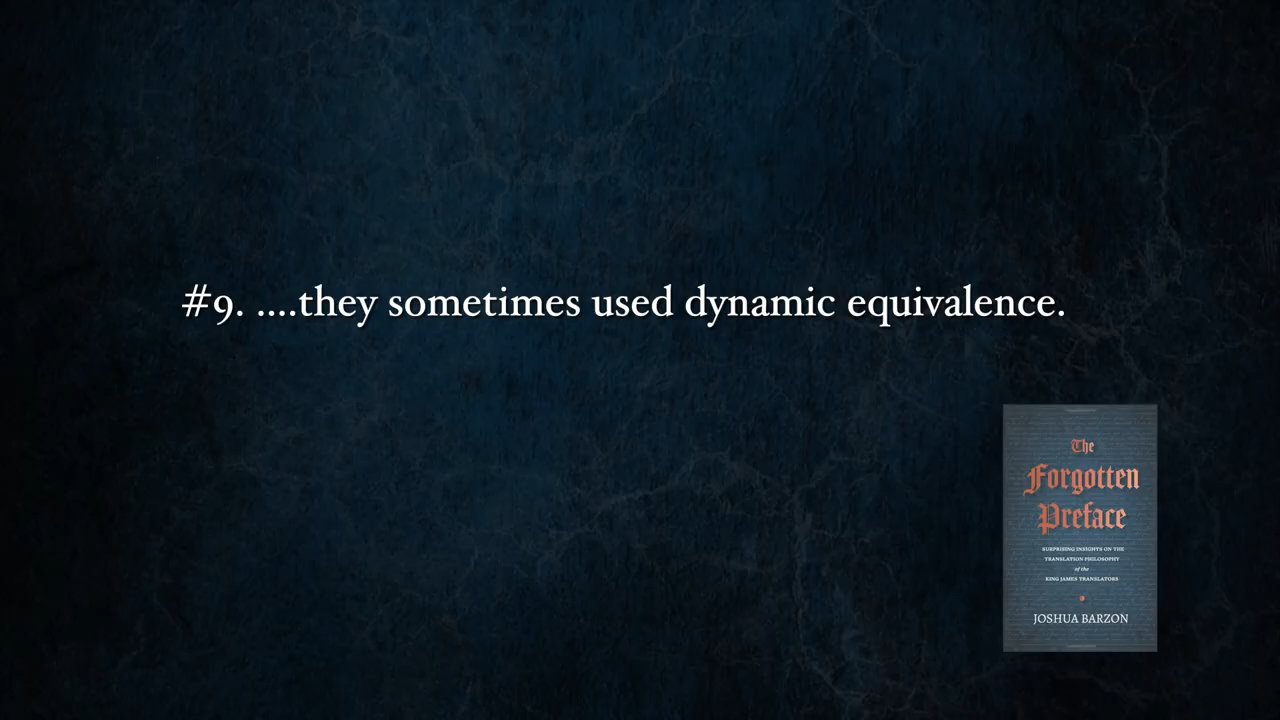 #9. ....they sometimes used dynamic equivalence.
The
Forgotten
Preface
SURPRISING INSIGHTS ON THE
TRANSLATION PHILOSOPHY
of the
KING JAMES TRANSLATORS
JOSHUA BARZON